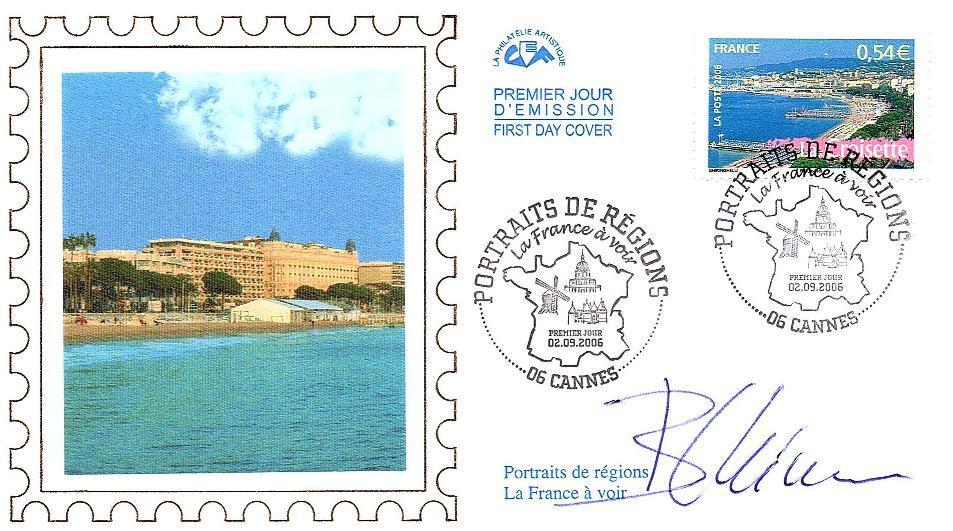 LA PHILATÉLIE ARTISTIQUE
CEF
PREMIER JOUR
D'EMISSION
FIRST DAY COVER
FRANCE
0,54€
LA POSTE 2006
roisette
PORTRAITS DE RÉGIONS
La France à voir
PREMIER JOUR
02.09.2006
06 CANNES
PORTRAITS DE RÉGIONS
La France à voir
PREMIER JOUR
02.09.2006
06 CANNES
Portraits de régions
La France à voir